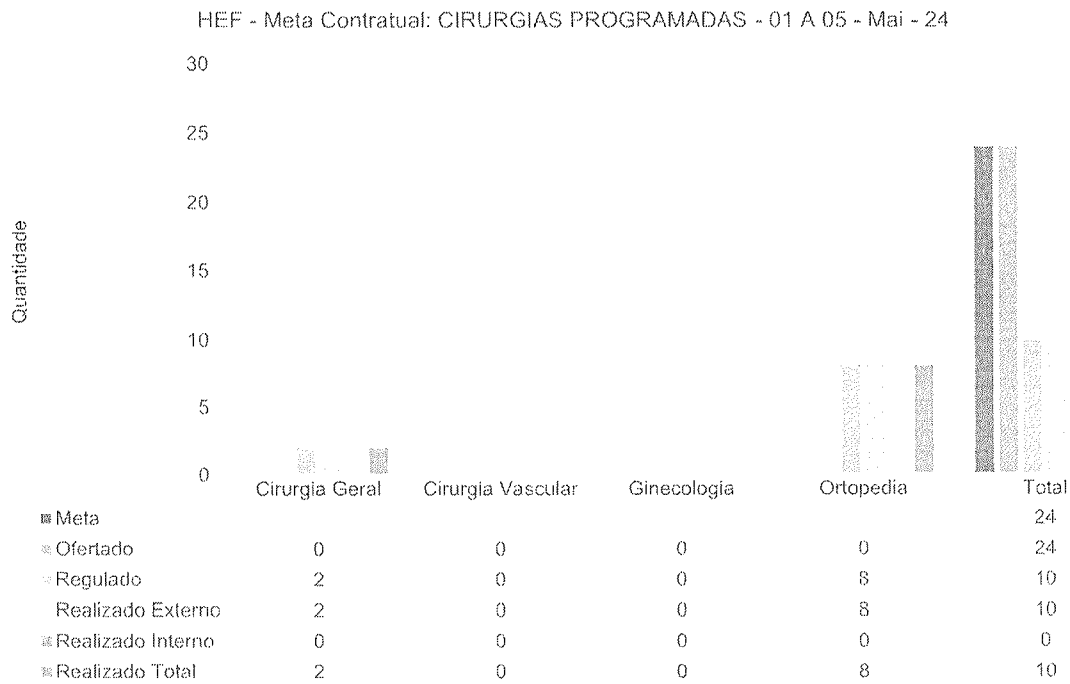 HEF - Meta Contratual: CIRURGIAS PROGRAMADAS - 01 A 05 - Mai - 24
30
25
20
15
10
5
0
Quantidade
Cirurgia Geral Cirurgia Vascular Ginecologia Ortopedia Total
Meta 24
Ofertado 0 0 0 0 24
Regulado 2 0 0 8 10
Realizado Externo 2 0 0 8 10
Realizado Interno 0 0 0 0 0
Realizado Total 2 0 0 8 10